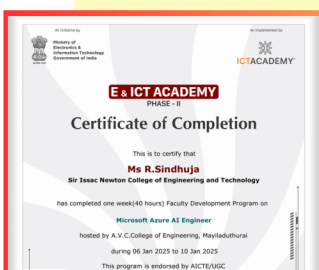 An Initiative by
An Implemented by
Ministry of
Electronics &
Information Technology
Government of India
ICTACADEMY
E & ICT ACADEMY
PHASE - II
Certificate of Completion
This is to certify that
Ms R.Sindhuja
Sir Issac Newton College of Engineering and Technology
has completed one week(40 hours) Faculty Development Program on
Microsoft Azure AI Engineer
hosted by A.V.C.College of Engineering, Mayiladuthurai
during 06 Jan 2025 to 10 Jan 2025
This program is endorsed by AICTE/UGC